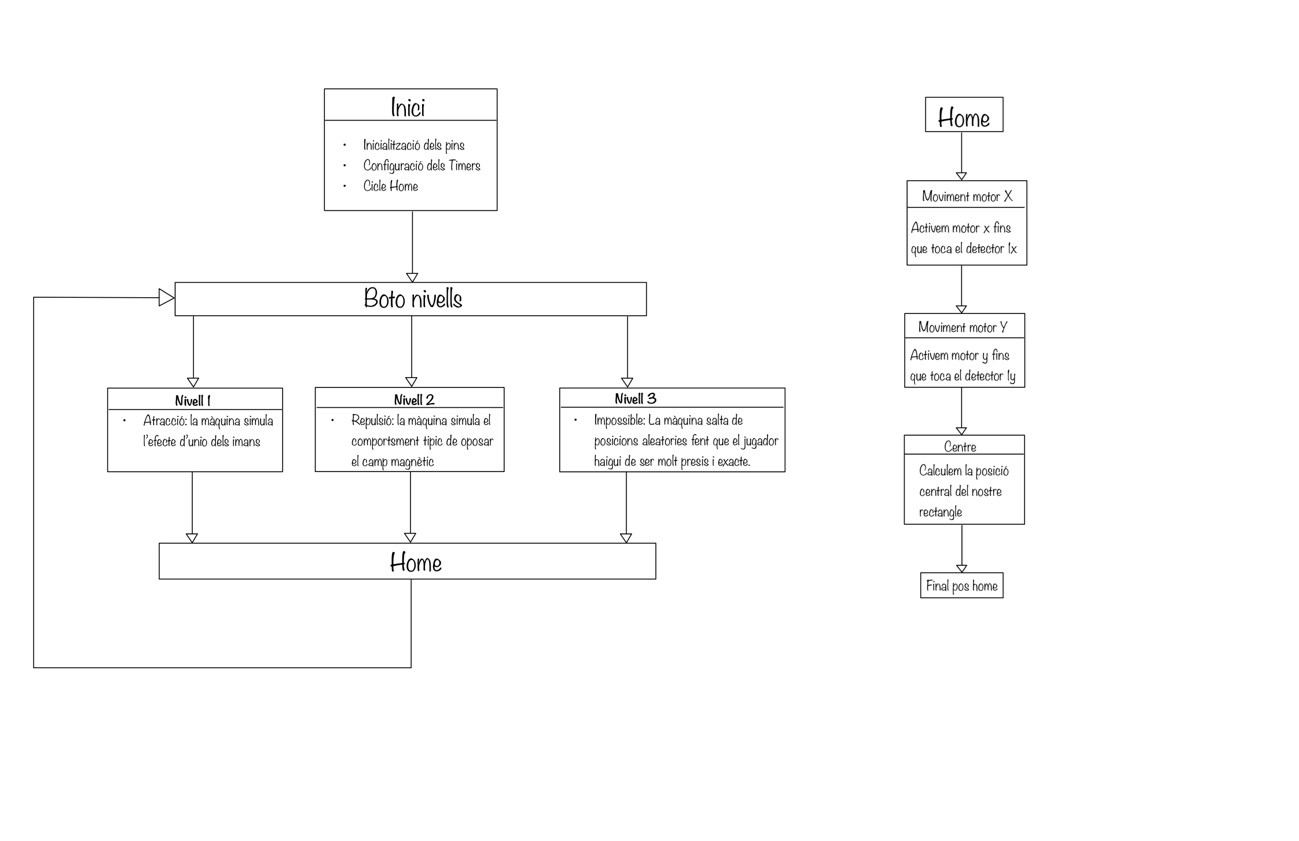 Inici
· Inicialització dels pins
· Configuració dels Timers
· Cicle Home
Boto nivells
Nivell 1
· Atracció: la màquina simula
l'efecte d'unio dels imans
Nivell 2
· Repulsió: la màquina simula el
comportsment tipic de oposar
el camp magnètic
Nivell 3
· Impossible: La màquina salta de
posicions aleatories fent que el jugador
haigui de ser molt presis i exacte.
Home
Home
Moviment motor X
Activem motor x fins
que toca el detector 1x
Moviment motor Y
Activem motor y fins
que toca el detector 1y
Centre
Calculem la posició
central del nostre
rectangle
Final pos home